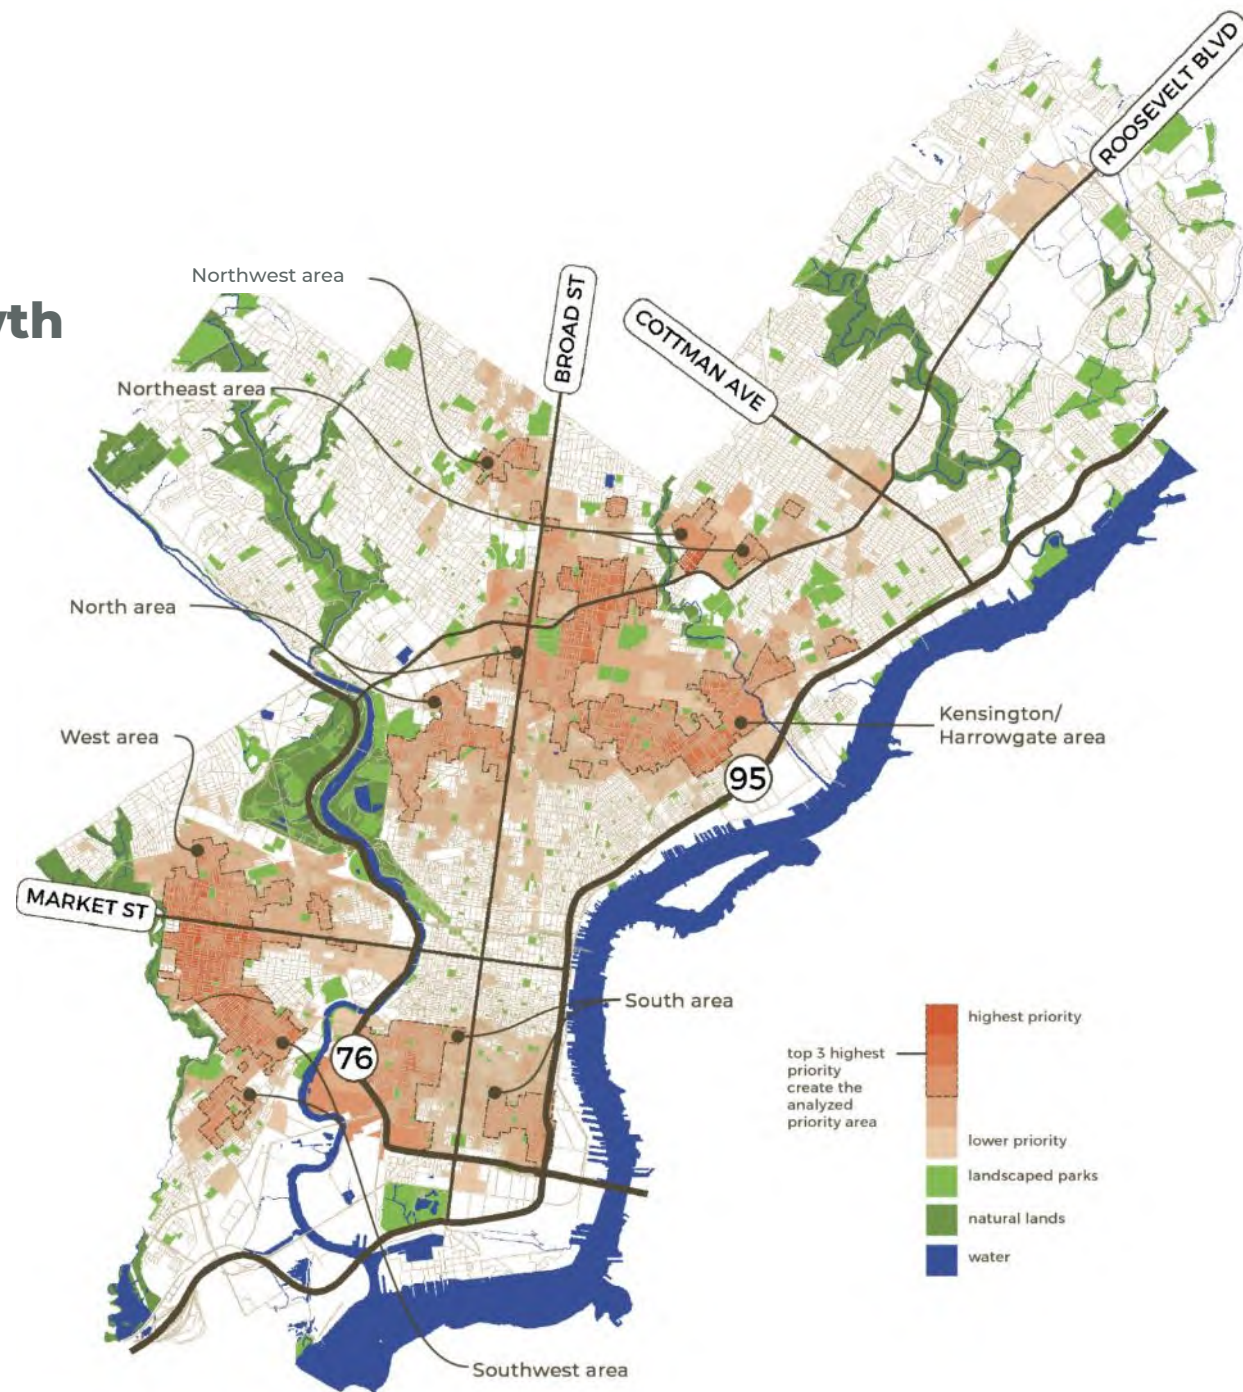 ROOSEVELT BLVD
Northwest area
BROAD ST
COTTMAN AVE
Northeast area
North area
West area
Kensington/
Harrowgate area
95
MARKET ST
South area
76
Southwest area
highest priority
top 3 highest
priority
create the
analyzed
priority area
lower priority
landscaped parks
natural lands
water